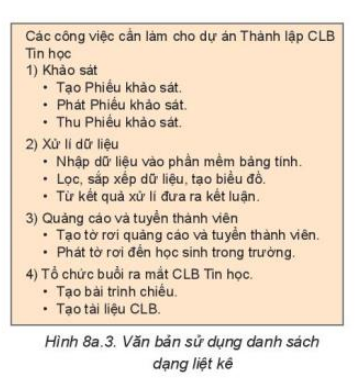 Các công việc cần làm cho dự án Thành lập CLB
Tin học
1) Khảo sát
• Tạo Phiếu khảo sát.
• Phát Phiếu khảo sát.
• Thu Phiếu khảo sát.
2) Xử lí dữ liệu
• Nhập dữ liệu vào phần mềm bảng tính.
• Lọc, sắp xếp dữ liệu, tạo biểu đồ.
• Từ kết quả xử lí đưa ra kết luận.
3) Quảng cáo và tuyển thành viên
• Tạo tờ rơi quảng cáo và tuyển thành viên.
• Phát tờ rơi đến học sinh trong trường.
4) Tổ chức buổi ra mắt CLB Tin học.
• Tạo bài trình chiếu.
• Tạo tài liệu CLB.
Hình 8a.3. Văn bản sử dụng danh sách
dạng liệt kê